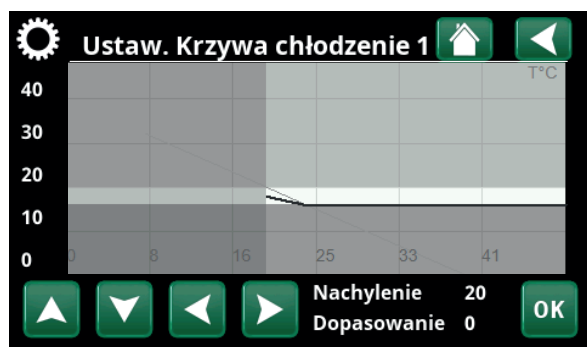 Ustaw. Krzywa chłodzenie 1
T°C
40
30
20
10
0
0 8 16 25 33 41
Nachylenie 20
Dopasowanie 0
OK